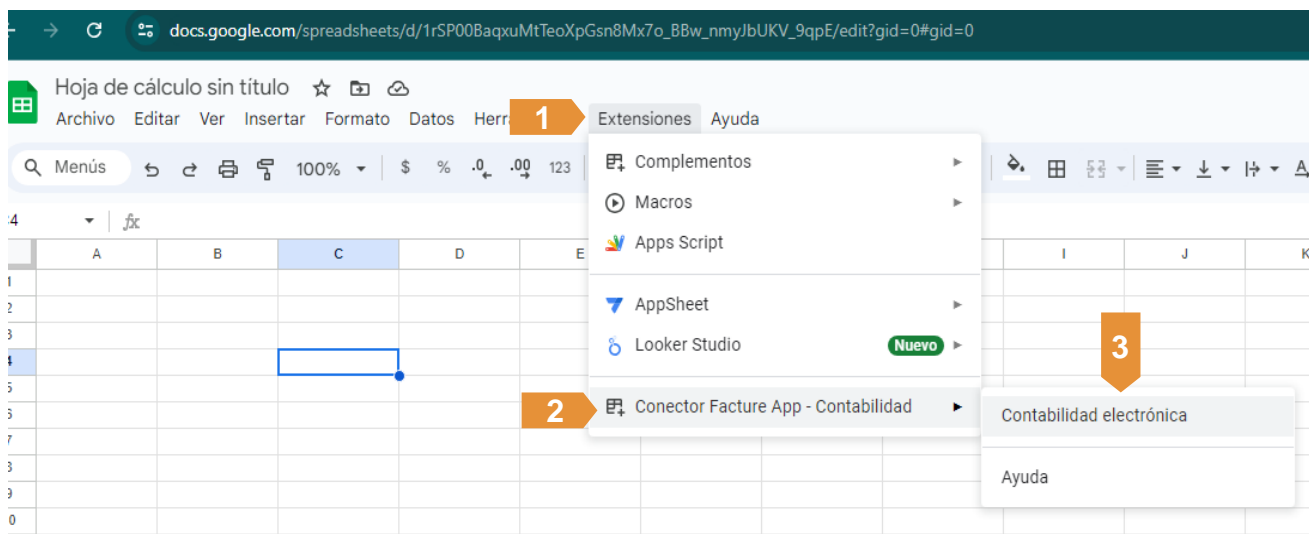 docs.google.com/spreadsheets/d/1rSP00BaqxuMtTeoXpGsn8Mx7o_BBw_nmyJbUKV_9qpE/edit?gid=0#gid=0
Hoja de cálculo sin título
Archivo Editar Ver Insertar Formato Datos Herr 1 Extensiones Ayuda
Menús 100% $ % .0 .00 123 A
4 fx
A B C D E I J K
Complementos
Macros
Apps Script
AppSheet
Looker Studio Nuevo
2 Conector Facture App - Contabilidad
3
Contabilidad electrónica
Ayuda
1
2
3
4
5
6
7
8
9
0